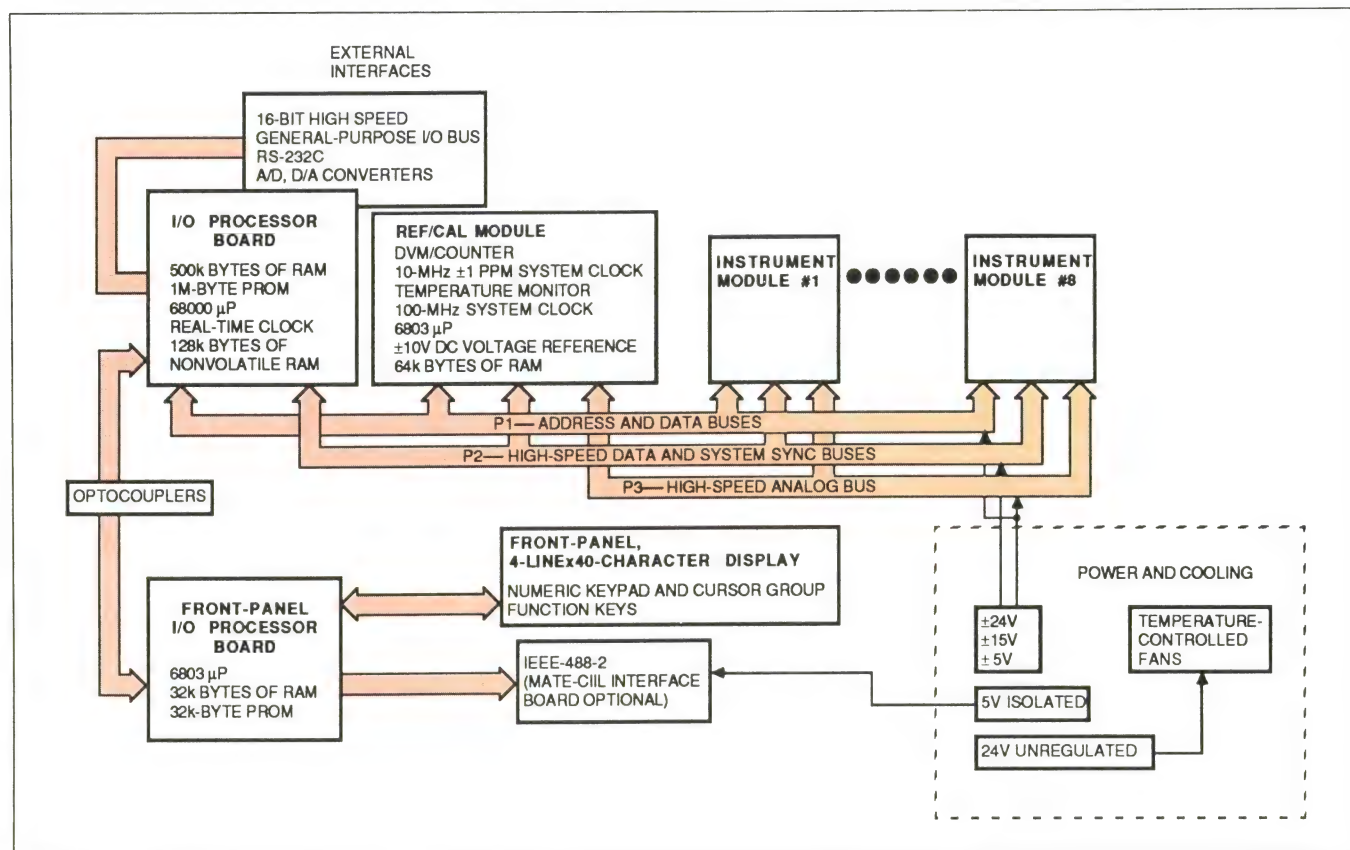 EXTERNAL
INTERFACES
16-BIT HIGH SPEED
GENERAL-PURPOSE I/O BUS
RS-232C
A/D, D/A CONVERTERS
I/O PROCESSOR
BOARD
500k BYTES OF RAM
1M-BYTE PROM
68000 µP
REAL-TIME CLOCK
128k BYTES OF
NONVOLATILE RAM
REF/CAL MODULE
DVM/COUNTER
10-MHz ±1 PPM SYSTEM CLOCK
TEMPERATURE MONITOR
100-MHz SYSTEM CLOCK
6803 µP
±10V DC VOLTAGE REFERENCE
64k BYTES OF RAM
INSTRUMENT
MODULE #1
INSTRUMENT
MODULE #8
P1— ADDRESS AND DATA BUSES
P2— HIGH-SPEED DATA AND SYSTEM SYNC BUSES
P3— HIGH-SPEED ANALOG BUS
OPTOCOUPLERS
FRONT-PANEL
I/O PROCESSOR
BOARD
6803 µP
32k BYTES OF RAM
32k-BYTE PROM
FRONT-PANEL,
4-LINEx40-CHARACTER DISPLAY
NUMERIC KEYPAD AND CURSOR GROUP
FUNCTION KEYS
IEEE-488-2
(MATE-CIIL INTERFACE
BOARD OPTIONAL)
POWER AND COOLING
±24V
±15V
±5V
TEMPERATURE-
CONTROLLED
FANS
5V ISOLATED
24V UNREGULATED